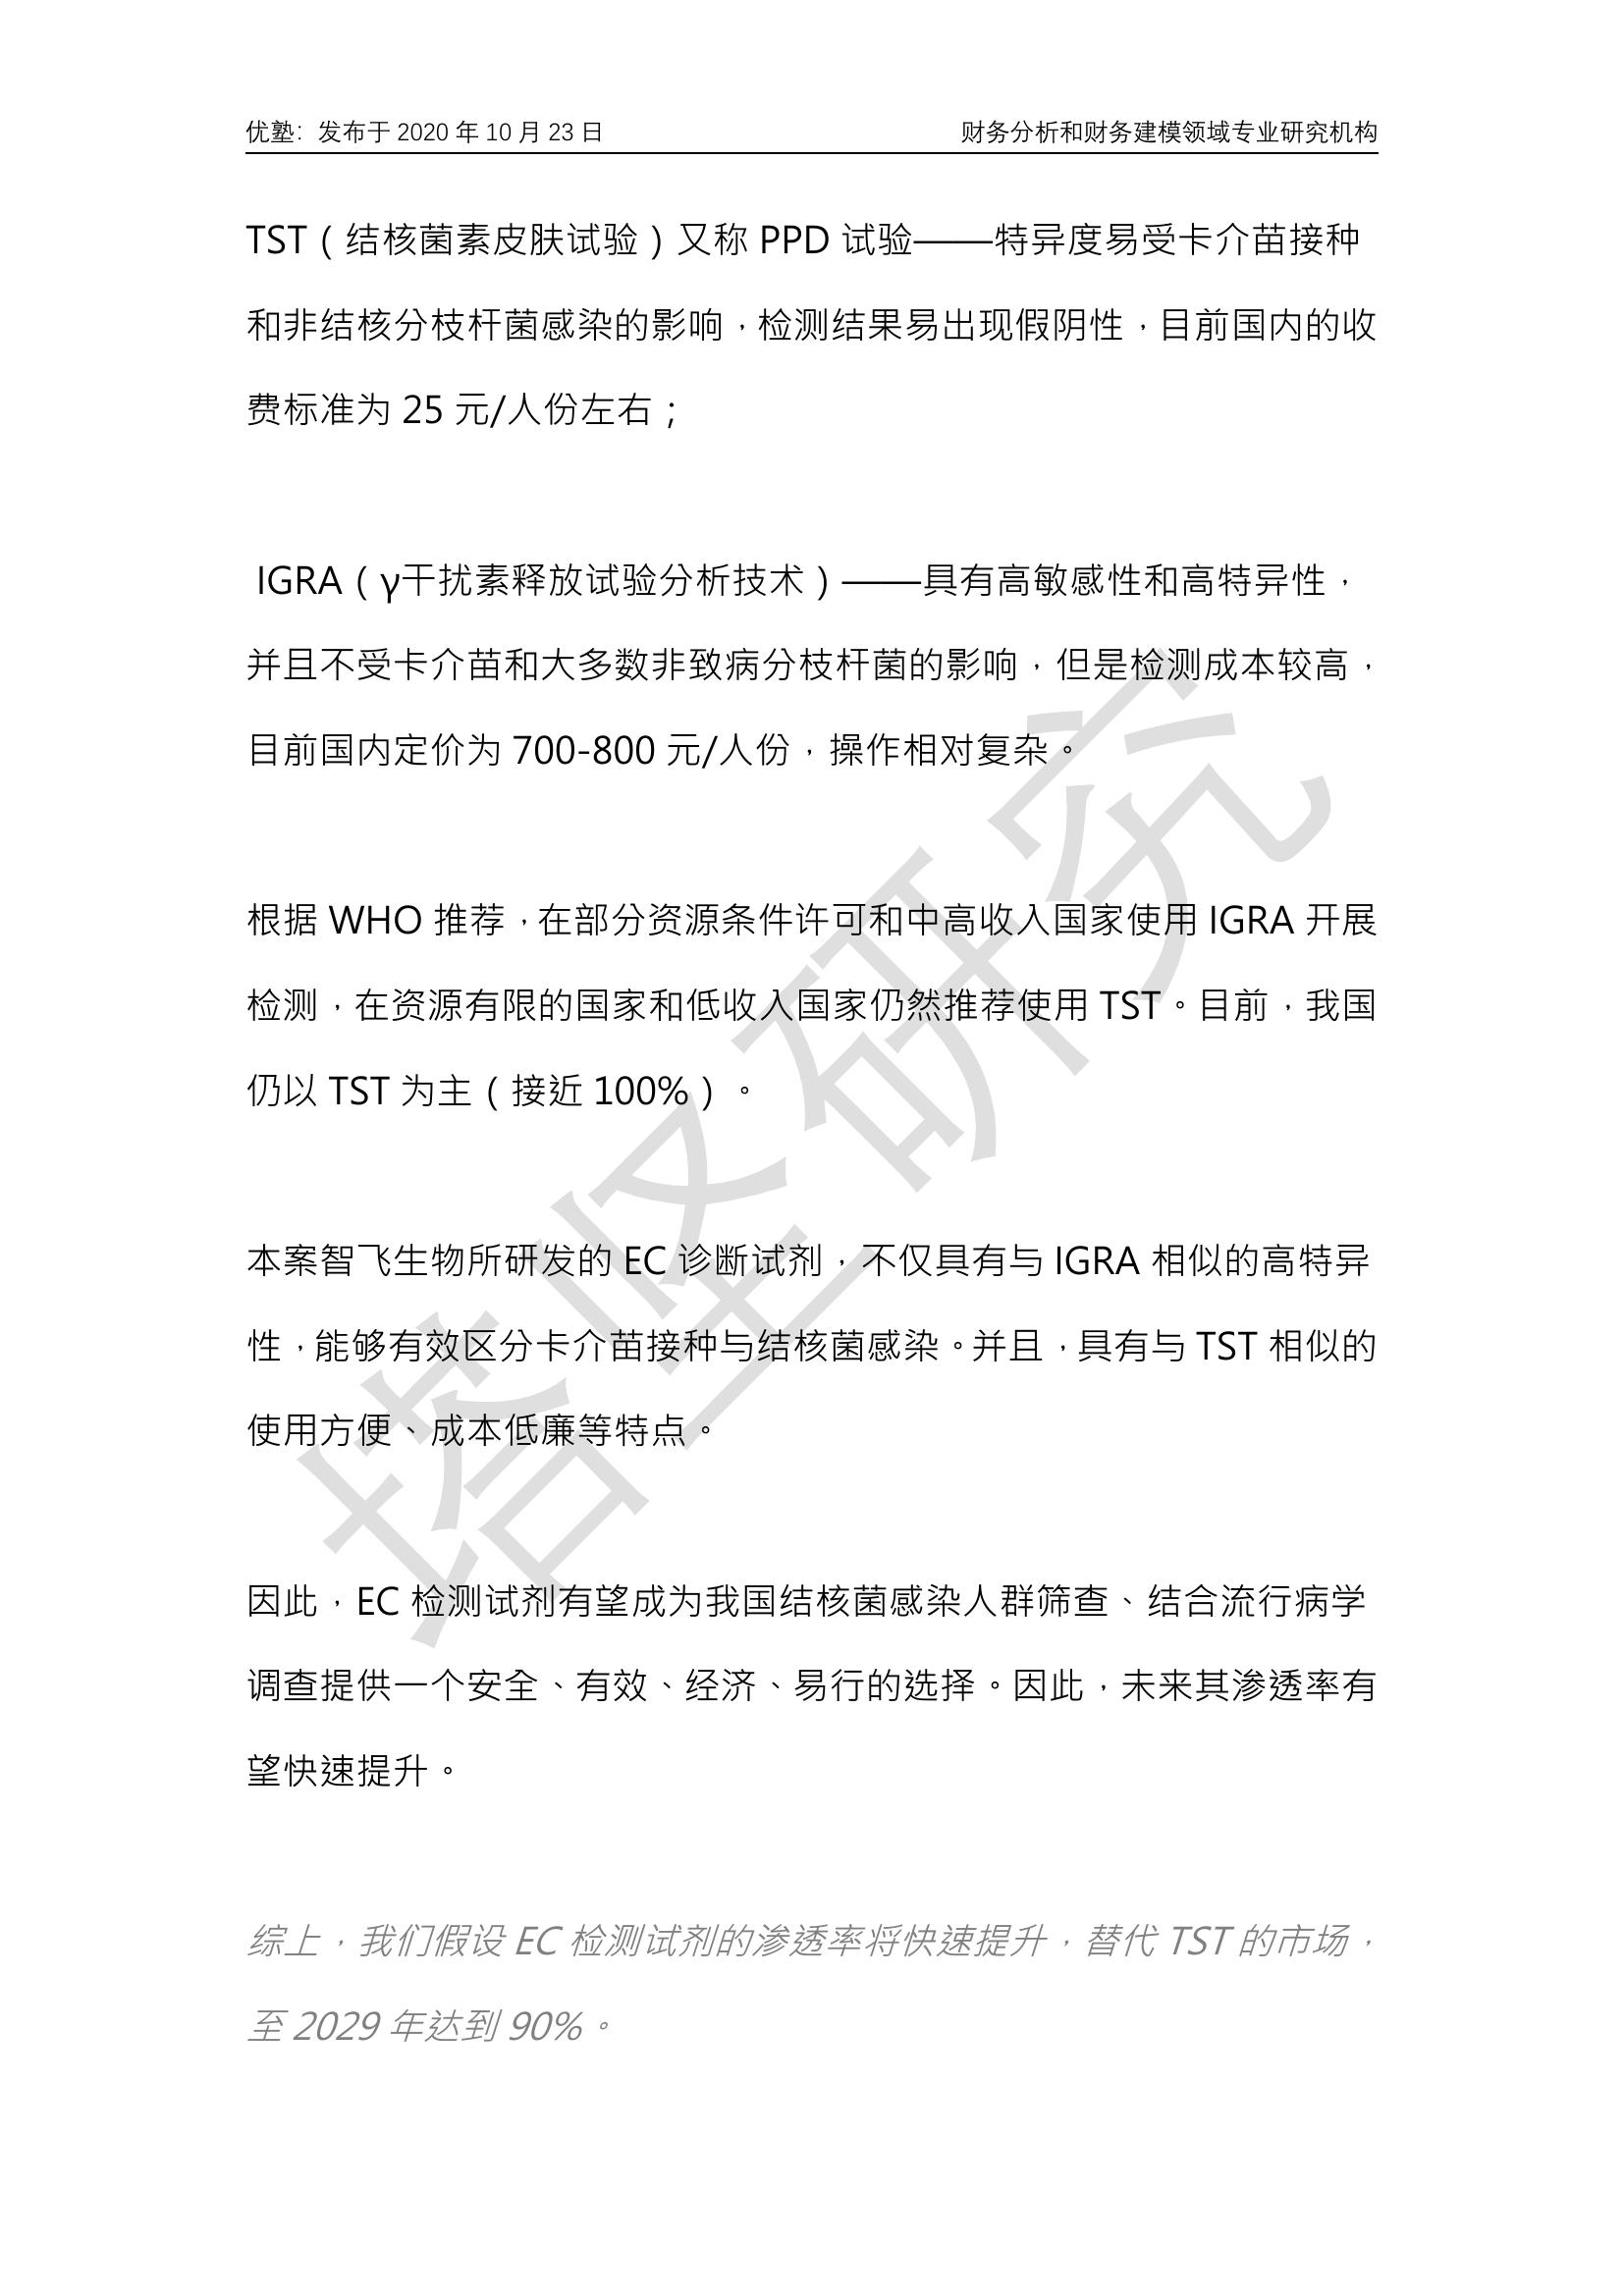 优塾：发布于 2020 年 10 月 23 日 财务分析和财务建模领域专业研究机构
TST（结核菌素皮肤试验）又称 PPD 试验——特异度易受卡介苗接种
和非结核分枝杆菌感染的影响，检测结果易出现假阴性，目前国内的收
费标准为 25 元/人份左右；
IGRA（γ干扰素释放试验分析技术）——具有高敏感性和高特异性，
并且不受卡介苗和大多数非致病分枝杆菌的影响，但是检测成本较高，
目前国内定价为 700-800 元/人份，操作相对复杂。
根据 WHO 推荐，在部分资源条件许可和中高收入国家使用 IGRA 开展
检测，在资源有限的国家和低收入国家仍然推荐使用 TST。目前，我国
仍以 TST 为主（接近 100%）。
本案智飞生物所研发的 EC 诊断试剂，不仅具有与 IGRA 相似的高特异
性，能够有效区分卡介苗接种与结核菌感染。并且，具有与 TST 相似的
使用方便、成本低廉等特点。
因此，EC 检测试剂有望成为我国结核菌感染人群筛查、结合流行病学
调查提供一个安全、有效、经济、易行的选择。因此，未来其渗透率有
望快速提升。
综上，我们假设 EC 检测试剂的渗透率将快速提升，替代 TST 的市场，
至 2029 年达到 90%。
塔坚研究